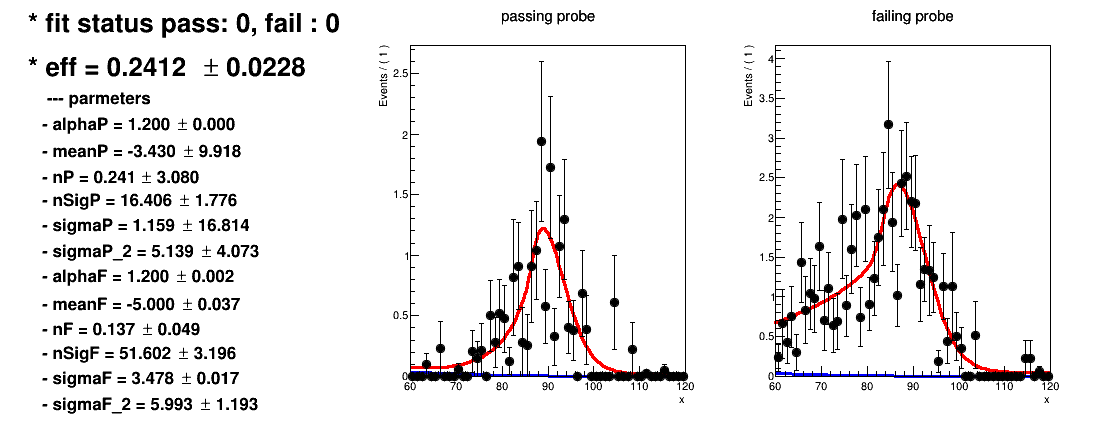 * fit status pass: 0, fail : 0
* eff = 0.2412 ± 0.0228
--- parmeters
- alphaP = 1.200 ± 0.000
- meanP = -3.430 ± 9.918
- nP = 0.241 ± 3.080
- nSigP = 16.406 ± 1.776
- sigmaP = 1.159 ± 16.814
- sigmaP_2 = 5.139 ± 4.073
- alphaF = 1.200 ± 0.002
- meanF = -5.000 ± 0.037
- nF = 0.137 ± 0.049
- nSigF = 51.602 ± 3.196
- sigmaF = 3.478 ± 0.017
- sigmaF_2 = 5.993 ± 1.193
passing probe
Events / ( 1 )
2.5
2
1.5
1
0.5
0
60 70 80 90 100 110 120
x
failing probe
Events / ( 1 )
4
3.5
3
2.5
2
1.5
1
0.5
0
60 70 80 90 100 110 120
x